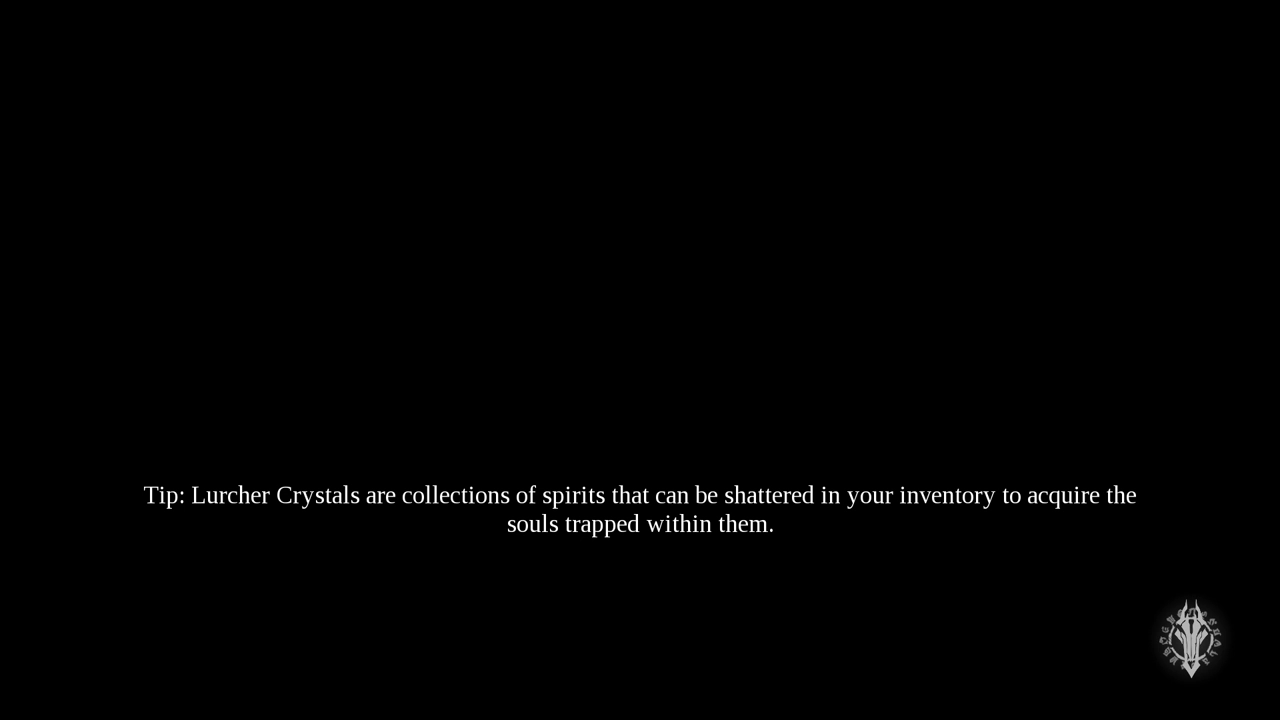 Tip: Lurcher Crystals are collections of spirits that can be shattered in your inventory to acquire the
souls trapped within them.